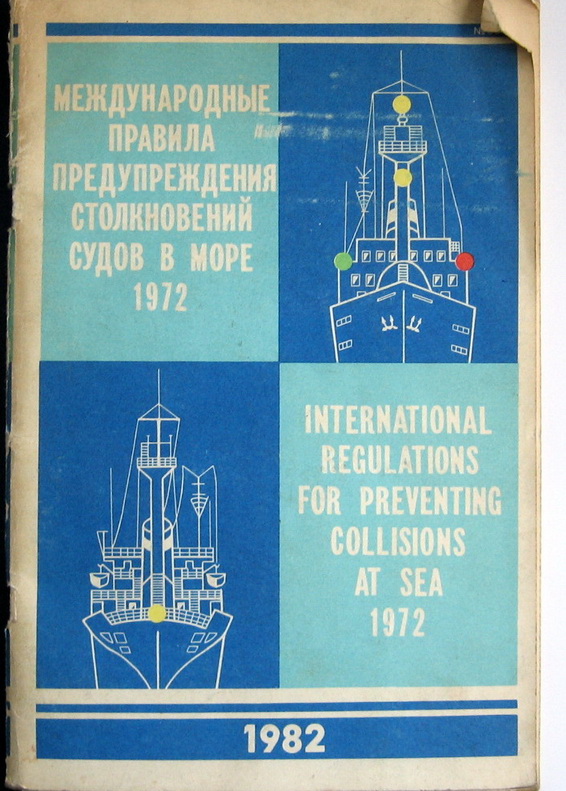 МЕЖДУНАРОДНЫЕ
ПРАВИЛА
ПРЕДУПРЕЖДЕНИЯ
СТОЛКНОВЕНИЙ
СУДОВ В МОРЕ
1972
INTERNATIONAL
REGULATIONS
FOR PREVENTING
COLLISIONS
AT SEA
1972
1982